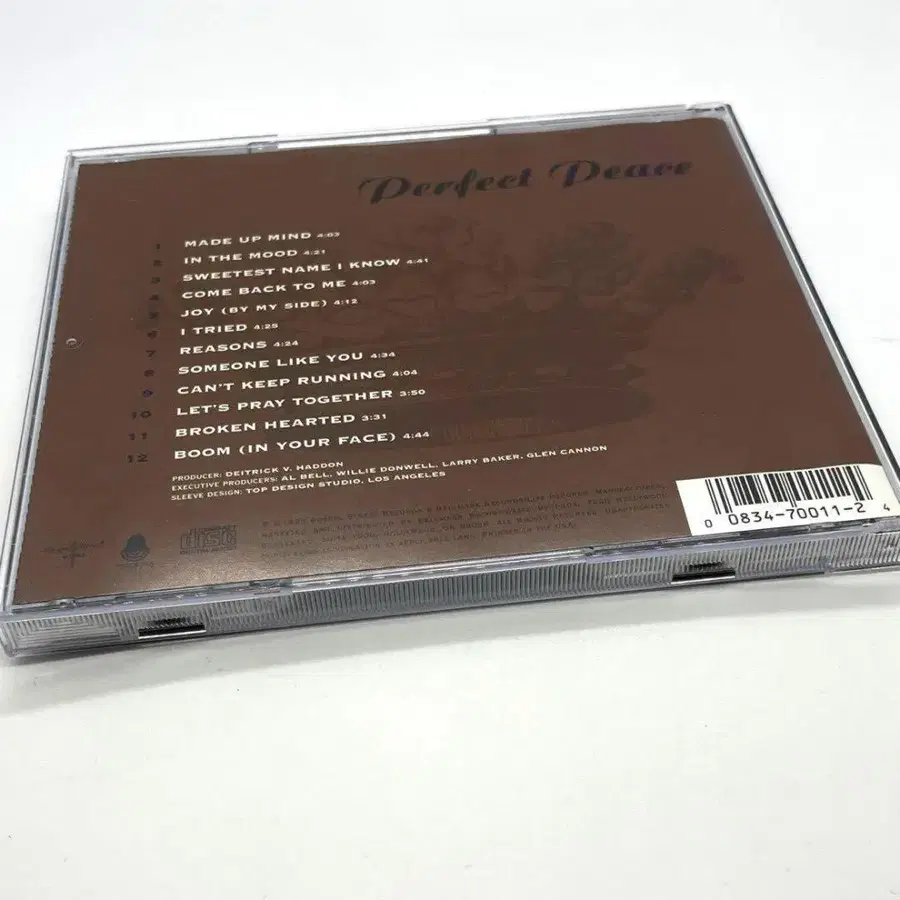 Perfect Peace
1 MADE UP MIND 4:03
2 IN THE MOOD 4:21
3 SWEETEST NAME I KNOW 4:41
4 COME BACK TO ME 4:03
5 JOY (BY MY SIDE) 4:12
6 I TRIED 4:25
7 REASONS 4:24
8 SOMEONE LIKE YOU 4:34
9 CAN'T KEEP RUNNING 4:04
10 LET'S PRAY TOGETHER 3:50
11 BROKEN HEARTED 3:31
12 BOOM (IN YOUR FACE) 4:44
PRODUCER: DEITRICK V. HADDON
EXECUTIVE PRODUCERS: AL BELL, WILLIE DONWELL, LARRY BAKER, GLEN CANNON
SLEEVE DESIGN: TOP DESIGN STUDIO, LOS ANGELES
COMPACT
disc
DIGITAL AUDIO
0 0834-70011-2 4